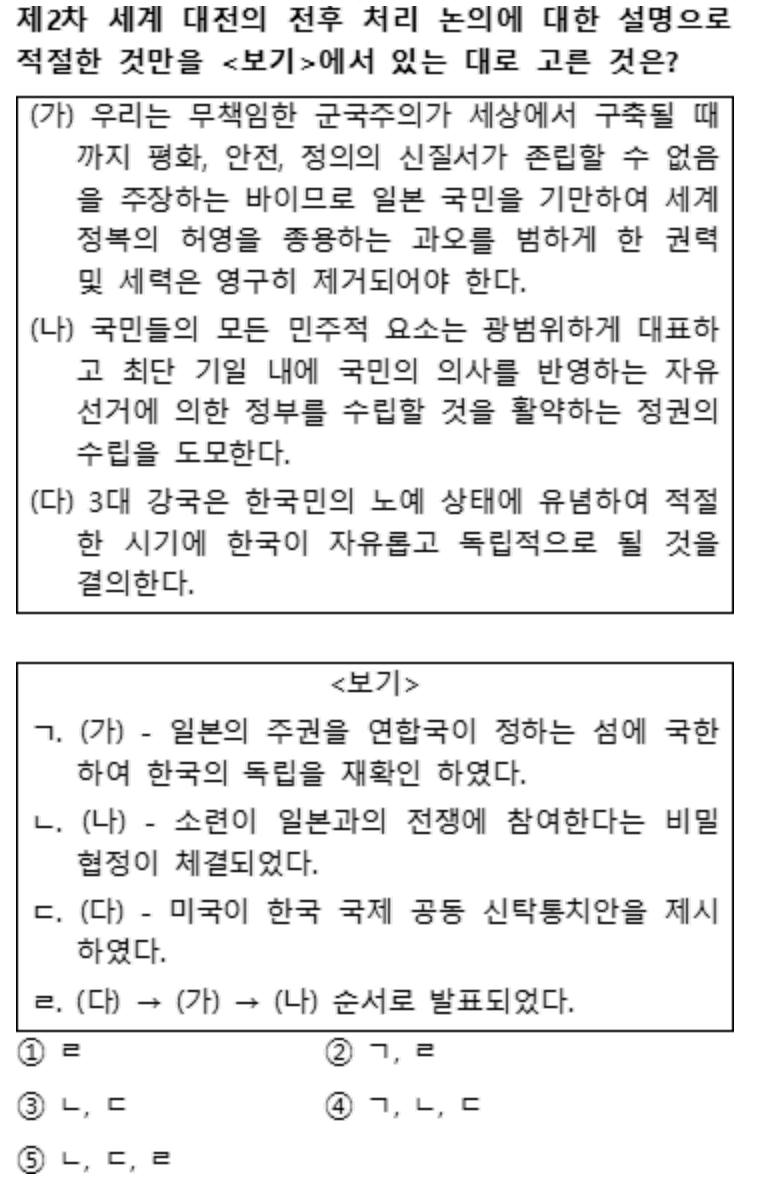 제2차 세계 대전의 전후 처리 논의에 대한 설명으로
적절한 것만을 <보기>에서 있는 대로 고른 것은?
(가) 우리는 무책임한 군국주의가 세상에서 구축될 때
까지 평화, 안전, 정의의 신질서가 존립할 수 없음
을 주장하는 바이므로 일본 국민을 기만하여 세계
정복의 허영을 종용하는 과오를 범하게 한 권력
및 세력은 영구히 제거되어야 한다.
(나) 국민들의 모든 민주적 요소는 광범위하게 대표하
고 최단 기일 내에 국민의 의사를 반영하는 자유
선거에 의한 정부를 수립할 것을 활약하는 정권의
수립을 도모한다.
(다) 3대 강국은 한국민의 노예 상태에 유념하여 적절
한 시기에 한국이 자유롭고 독립적으로 될 것을
결의한다.
<보기>
ㄱ. (가) - 일본의 주권을 연합국이 정하는 섬에 국한
하여 한국의 독립을 재확인 하였다.
ㄴ. (나) - 소련이 일본과의 전쟁에 참여한다는 비밀
협정이 체결되었다.
ㄷ. (다) - 미국이 한국 국제 공동 신탁통치안을 제시
하였다.
ㄹ. (다) → (가) → (나) 순서로 발표되었다.
① ㄹ ② ㄱ, ㄹ
③ ㄴ, ㄷ ④ ㄱ, ㄴ, ㄷ
⑤ ㄴ, ㄷ, ㄹ